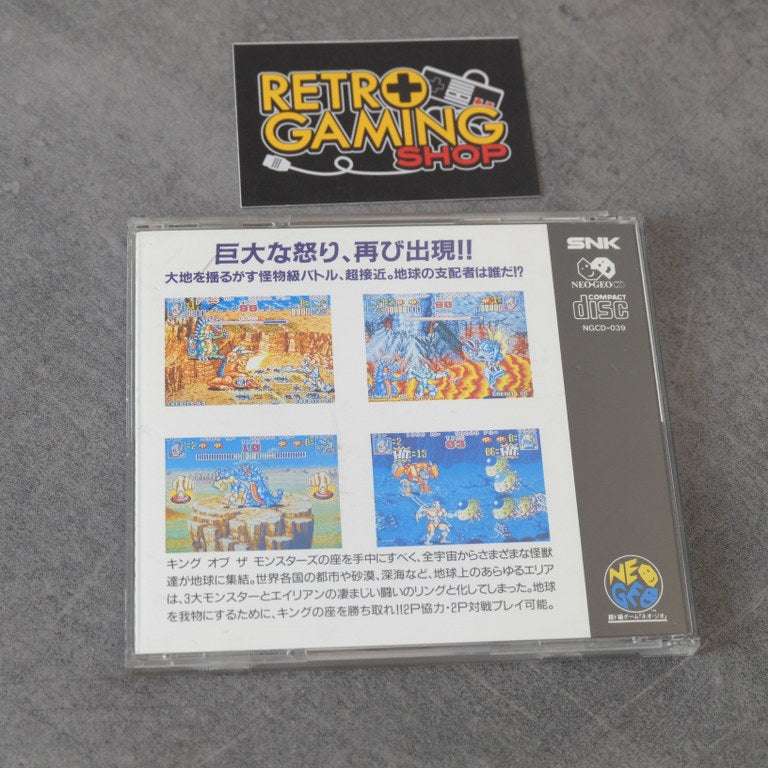 RETRO
GAMING
SHOP
巨大な怒り、再び出現!!
大地を揺るがす怪物級バトル、超接近。地球の支配者は誰だ!?
SNK
NEO・GEO CD
COMPACT
disc
NGCD-039
99
90
10
=2
HIT=13
03
キング オブ ザ モンスターズの座を手中にすべく、全宇宙からさまざまな怪獣
達が地球に集結。世界各国の都市や砂漠、深海など、地球上のあらゆるエリア
は、3大モンスターとエイリアンの凄まじい闘いのリングと化してしまった。地球
を我物にするために、キングの座を勝ち取れ!!2P協力・2P対戦プレイ可能。
NEO
GEO